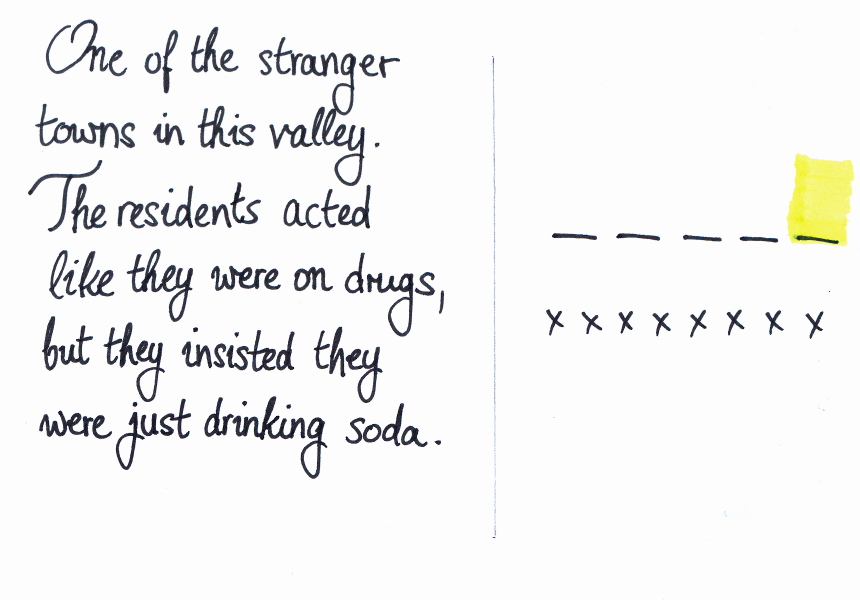 One of the stranger
towns in this valley.
The residents acted
like they were on drugs,
but they insisted they
were just drinking soda.
_ _ _ _ _
x x x x x x x x